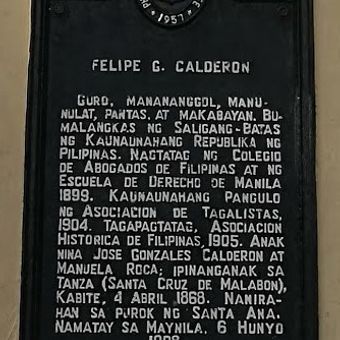 1957
FELIPE G. CALDERON
GURO, MANANANGGOL, MANU-
NULAT, PANTAS, AT MAKABAYAN. BU-
MALANGKAS NG SALIGANG-BATAS
NG KAUNAUNAHANG REPUBLIKA NG
PILIPINAS. NAGTATAG NG COLEGIO
DE ABOGADOS DE FILIPINAS AT NG
ESCUELA DE DERECHO DE MANILA
1899. KAUNAUNAHANG PANGULO
NG ASOCIACION DE TAGALISTAS,
1904. TAGAPAGTATAG, ASOCIACION
HISTORICA DE FILIPINAS, 1905. ANAK
NINA JOSE GONZALES CALDERON AT
MANUELA ROCA; IPINANGANAK SA
TANZA (SANTA CRUZ DE MALABON),
KABITE, 4 ABRIL 1868. NANIRA-
HAN SA PUROK NG SANTA ANA.
NAMATAY SA MAYNILA, 6 HUNYO